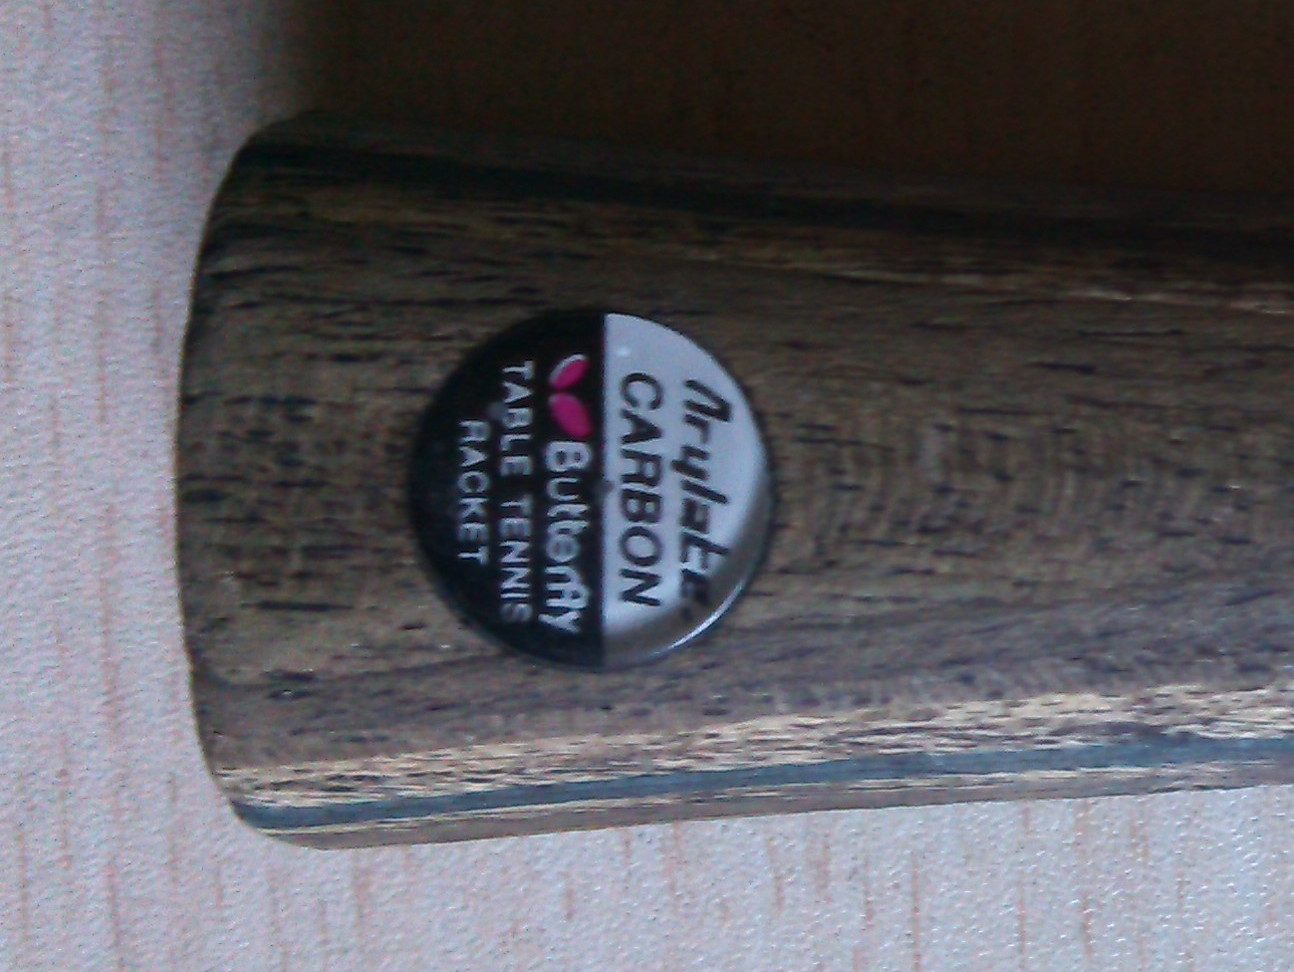 Arylate
CARBON
Butterfly
TABLE TENNIS
RACKET